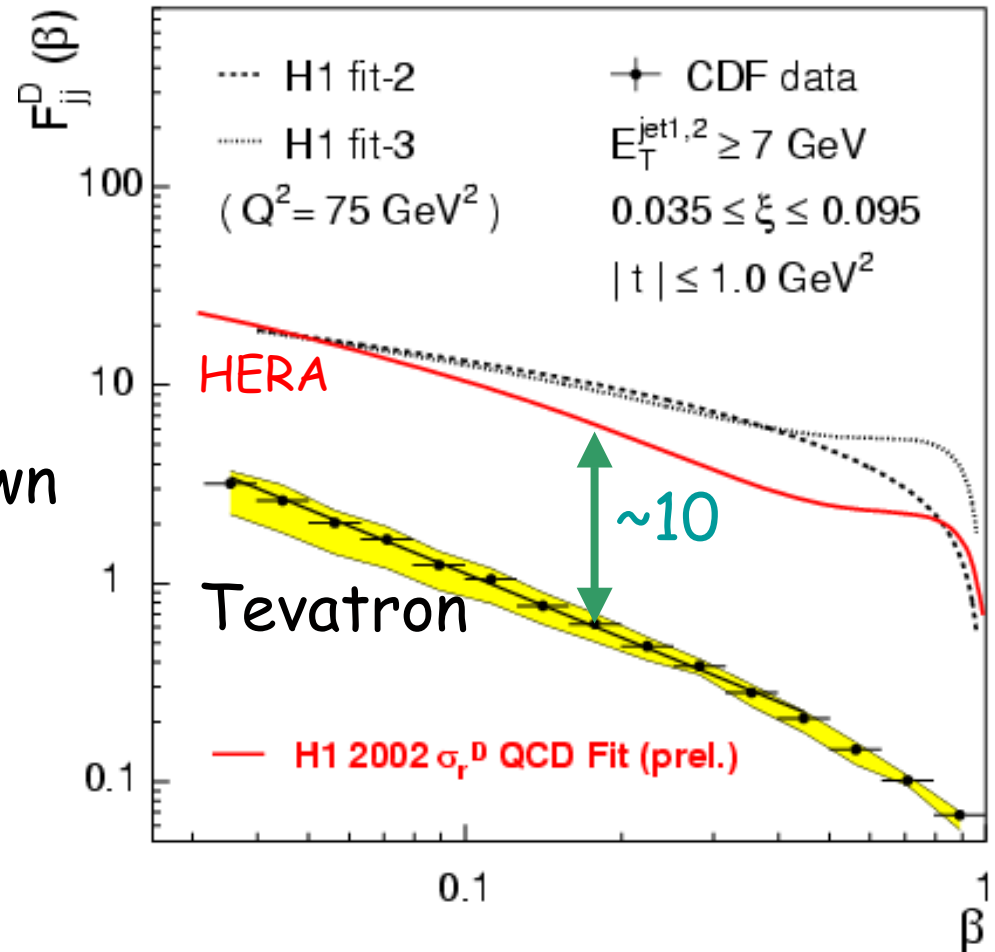 F_jj^D (β)
H1 fit-2
H1 fit-3
( Q² = 75 GeV² )
CDF data
E_T^jet1,2 ≥ 7 GeV
0.035 ≤ ξ ≤ 0.095
| t | ≤ 1.0 GeV²
100
10
1
0.1
HERA
wn
~10
Tevatron
H1 2002 σ_r^D QCD Fit (prel.)
0.1
1
β